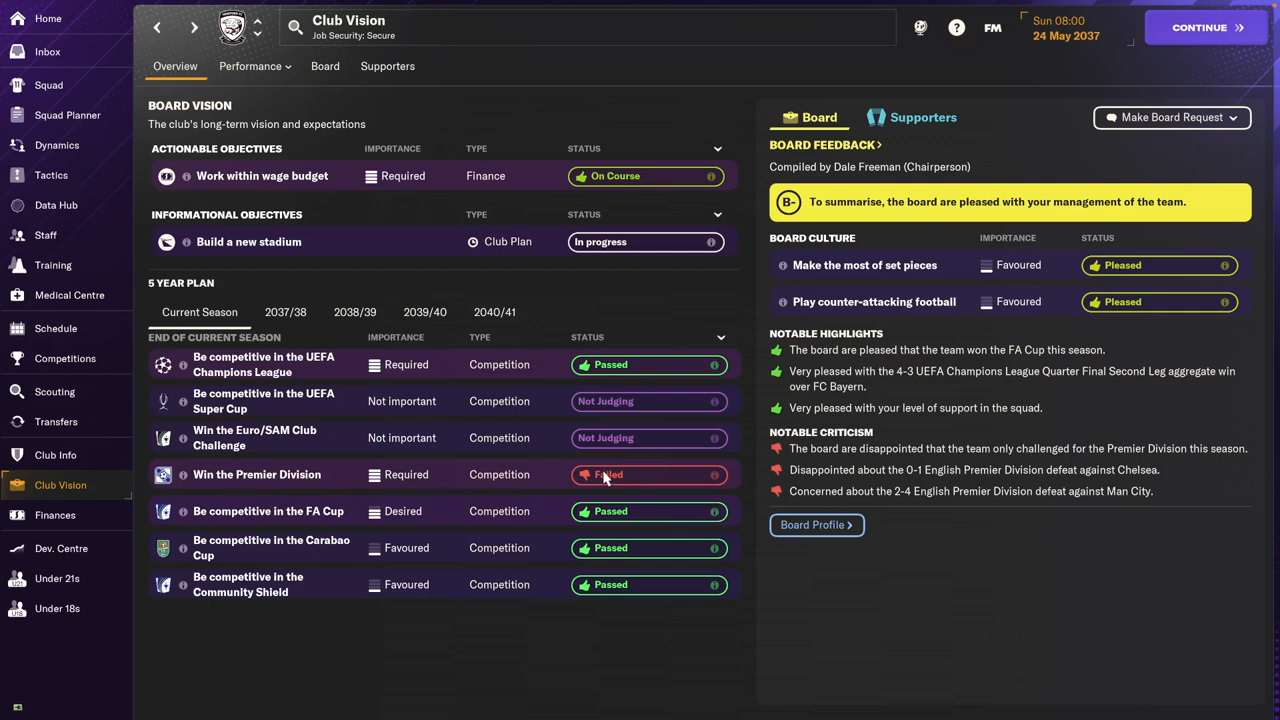 Home
Inbox
Squad
Squad Planner
Dynamics
Tactics
Data Hub
Staff
Training
Medical Centre
Schedule
Competitions
Scouting
Transfers
Club Info
Club Vision
Finances
Dev. Centre
Under 21s
Under 18s
Club Vision
Job Security: Secure
FM
Sun 08:00
24 May 2037
CONTINUE
Overview
Performance
Board
Supporters
BOARD VISION
The club's long-term vision and expectations
ACTIONABLE OBJECTIVES IMPORTANCE TYPE STATUS
Work within wage budget Required Finance On Course
INFORMATIONAL OBJECTIVES TYPE STATUS
Build a new stadium Club Plan In progress
5 YEAR PLAN
Current Season 2037/38 2038/39 2039/40 2040/41
END OF CURRENT SEASON IMPORTANCE TYPE STATUS
Be competitive in the UEFA
Champions League Required Competition Passed
Be competitive in the UEFA
Super Cup Not important Competition Not Judging
Win the Euro/SAM Club
Challenge Not important Competition Not Judging
Win the Premier Division Required Competition Failed
Be competitive in the FA Cup Desired Competition Passed
Be competitive in the Carabao
Cup Favoured Competition Passed
Be competitive in the
Community Shield Favoured Competition Passed
Board Supporters Make Board Request
BOARD FEEDBACK
Compiled by Dale Freeman (Chairperson)
B- To summarise, the board are pleased with your management of the team.
BOARD CULTURE IMPORTANCE STATUS
Make the most of set pieces Favoured Pleased
Play counter-attacking football Favoured Pleased
NOTABLE HIGHLIGHTS
The board are pleased that the team won the FA Cup this season.
Very pleased with the 4-3 UEFA Champions League Quarter Final Second Leg aggregate win
over FC Bayern.
Very pleased with your level of support in the squad.
NOTABLE CRITICISM
The board are disappointed that the team only challenged for the Premier Division this season.
Disappointed about the 0-1 English Premier Division defeat against Chelsea.
Concerned about the 2-4 English Premier Division defeat against Man City.
Board Profile